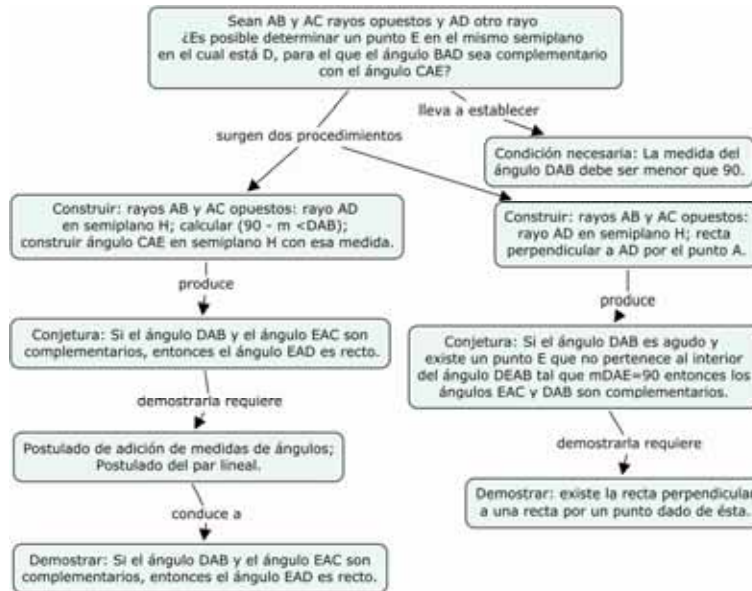 Sean AB y AC rayos opuestos y AD otro rayo
¿Es posible determinar un punto E en el mismo semiplano
en el cual está D, para el que el ángulo BAD sea complementario
con el ángulo CAE?
lleva a establecer
surgen dos procedimientos
Condición necesaria: La medida del
ángulo DAB debe ser menor que 90.
Construir: rayos AB y AC opuestos: rayo AD
en semiplano H; calcular (90 - m <DAB);
construir ángulo CAE en semiplano H con esa medida.
Construir: rayos AB y AC opuestos:
rayo AD en semiplano H; recta
perpendicular a AD por el punto A.
produce
produce
Conjetura: Si el ángulo DAB y el ángulo EAC son
complementarios, entonces el ángulo EAD es recto.
Conjetura: Si el ángulo DAB es agudo y
existe un punto E que no pertenece al interior
del ángulo DEAB tal que mDAE=90 entonces los
ángulos EAC y DAB son complementarios.
demostrarla requiere
demostrarla requiere
Postulado de adición de medidas de ángulos;
Postulado del par lineal.
Demostrar: existe la recta perpendicular
a una recta por un punto dado de ésta.
conduce a
Demostrar: Si el ángulo DAB y el ángulo EAC son
complementarios, entonces el ángulo EAD es recto.